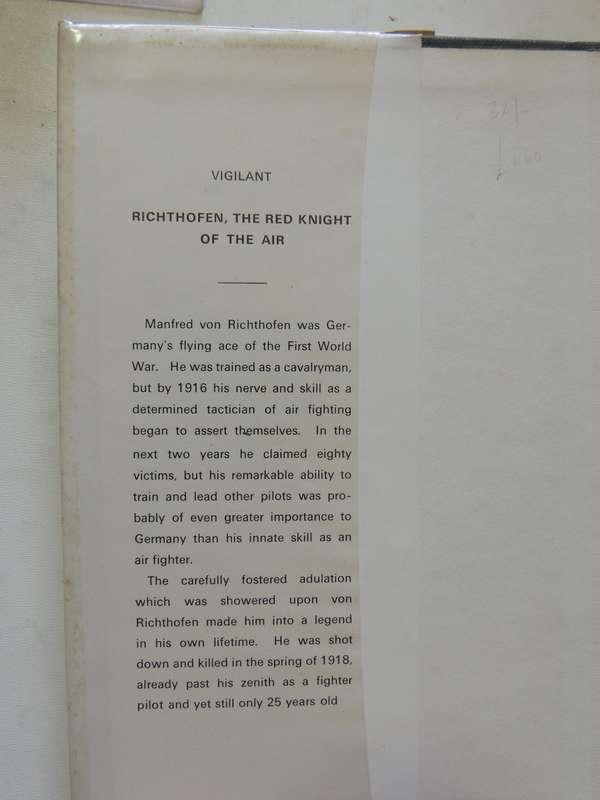 VIGILANT
RICHTHOFEN, THE RED KNIGHT
OF THE AIR
Manfred von Richthofen was Ger-
many's flying ace of the First World
War. He was trained as a cavalryman,
but by 1916 his nerve and skill as a
determined tactician of air fighting
began to assert themselves. In the
next two years he claimed eighty
victims, but his remarkable ability to
train and lead other pilots was pro-
bably of even greater importance to
Germany than his innate skill as an
air fighter.
The carefully fostered adulation
which was showered upon von
Richthofen made him into a legend
in his own lifetime. He was shot
down and killed in the spring of 1918,
already past his zenith as a fighter
pilot and yet still only 25 years old